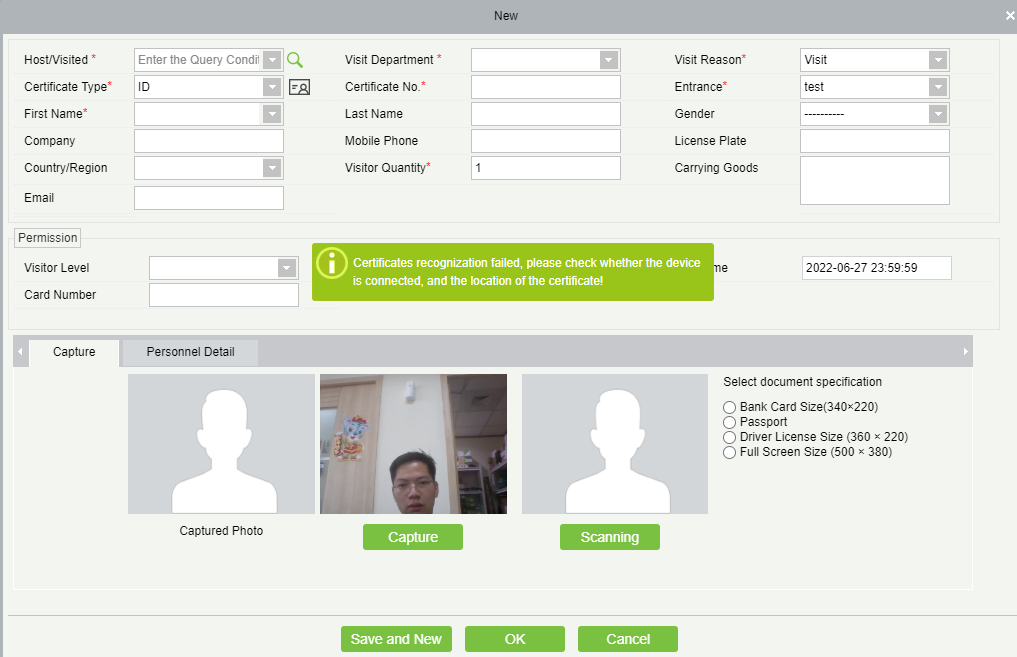 New
Host/Visited *
Enter the Query Condit
Visit Department *
Visit Reason*
Visit
Certificate Type*
ID
Certificate No.*
Entrance*
test
First Name*
Last Name
Gender
----------
Company
Mobile Phone
License Plate
Country/Region
Visitor Quantity*
1
Carrying Goods
Email
Permission
Visitor Level
Certificates recognization failed, please check whether the device
is connected, and the location of the certificate!
me
2022-06-27 23:59:59
Card Number
Capture
Personnel Detail
Select document specification
Bank Card Size(340×220)
Passport
Driver License Size (360 × 220)
Full Screen Size (500 × 380)
Captured Photo
Capture
Scanning
Save and New
OK
Cancel